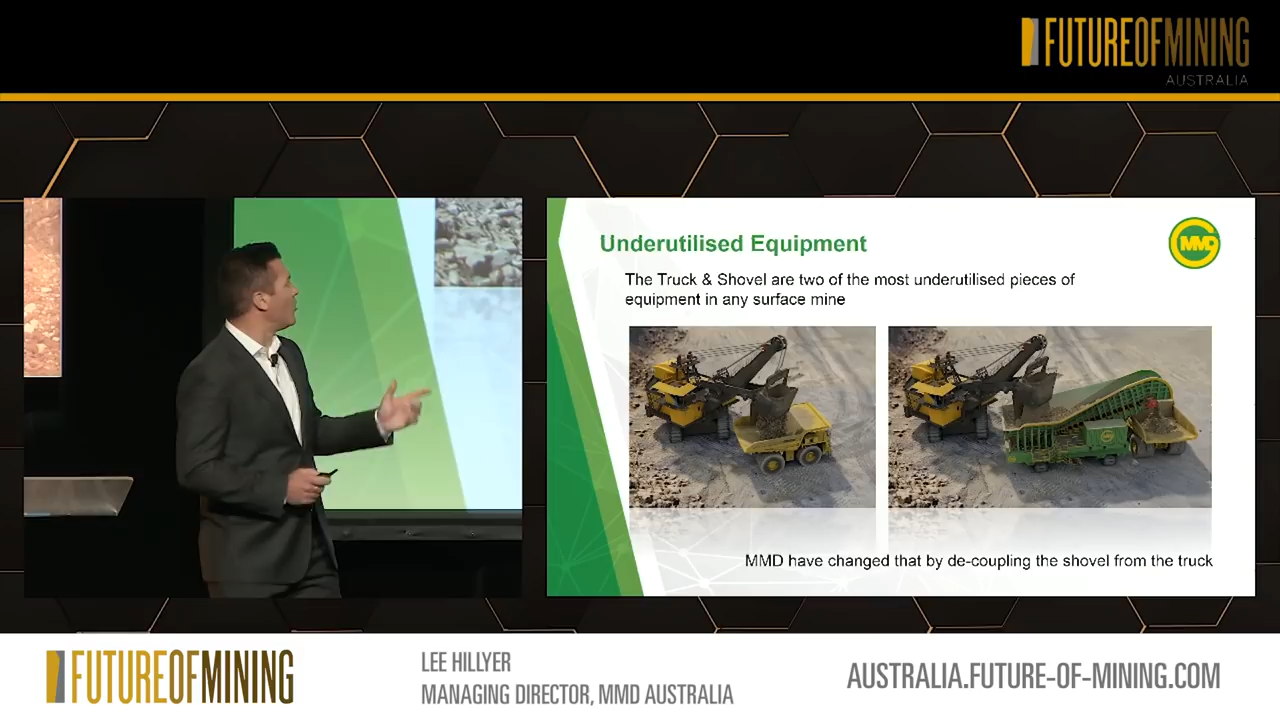 FUTUREOFMINING
AUSTRALIA
Underutilised Equipment
MMD
The Truck & Shovel are two of the most underutilised pieces of
equipment in any surface mine
MMD have changed that by de-coupling the shovel from the truck
FUTUREOFMINING
LEE HILLYER
MANAGING DIRECTOR, MMD AUSTRALIA
AUSTRALIA.FUTURE-OF-MINING.COM